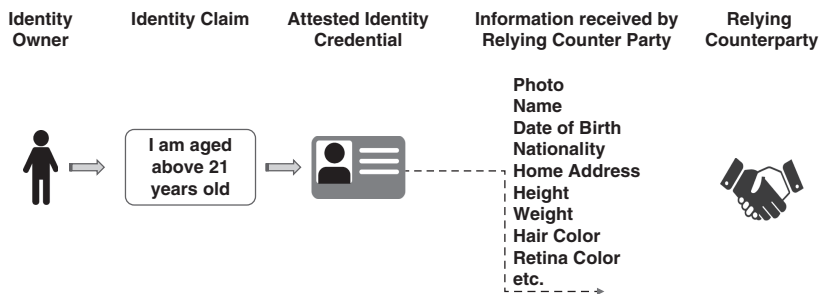 Identity
Owner
Identity Claim
Attested Identity
Credential
Information received by
Relying Counter Party
Relying
Counterparty
I am aged
above 21
years old
Photo
Name
Date of Birth
Nationality
Home Address
Height
Weight
Hair Color
Retina Color
etc.